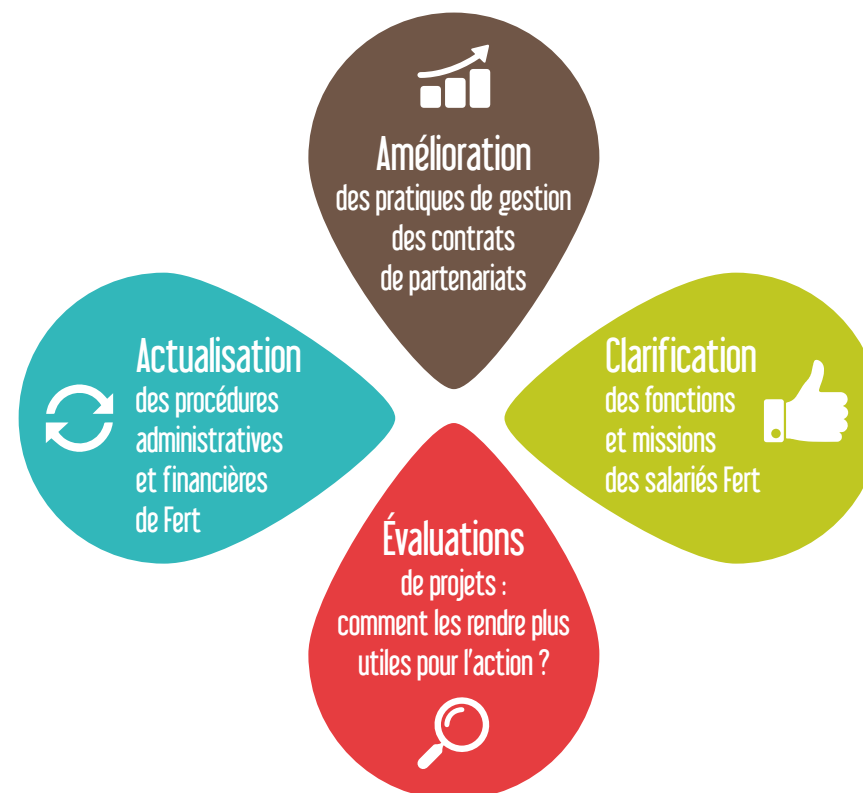 Amélioration
des pratiques de gestion
des contrats
de partenariats
Actualisation
des procédures
administratives
et financières
de Fert
Clarification
des fonctions
et missions
des salariés Fert
Évaluations
de projets :
comment les rendre plus
utiles pour l'action ?